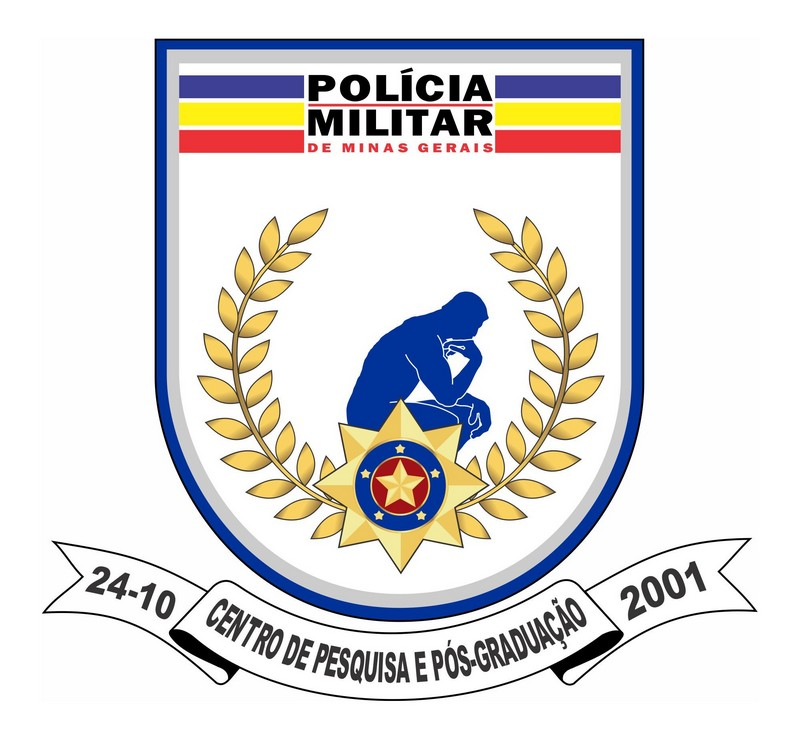 POLÍCIA
MILITAR
DE MINAS GERAIS
24-10
CENTRO DE PESQUISA E PÓS-GRADUAÇÃO
2001